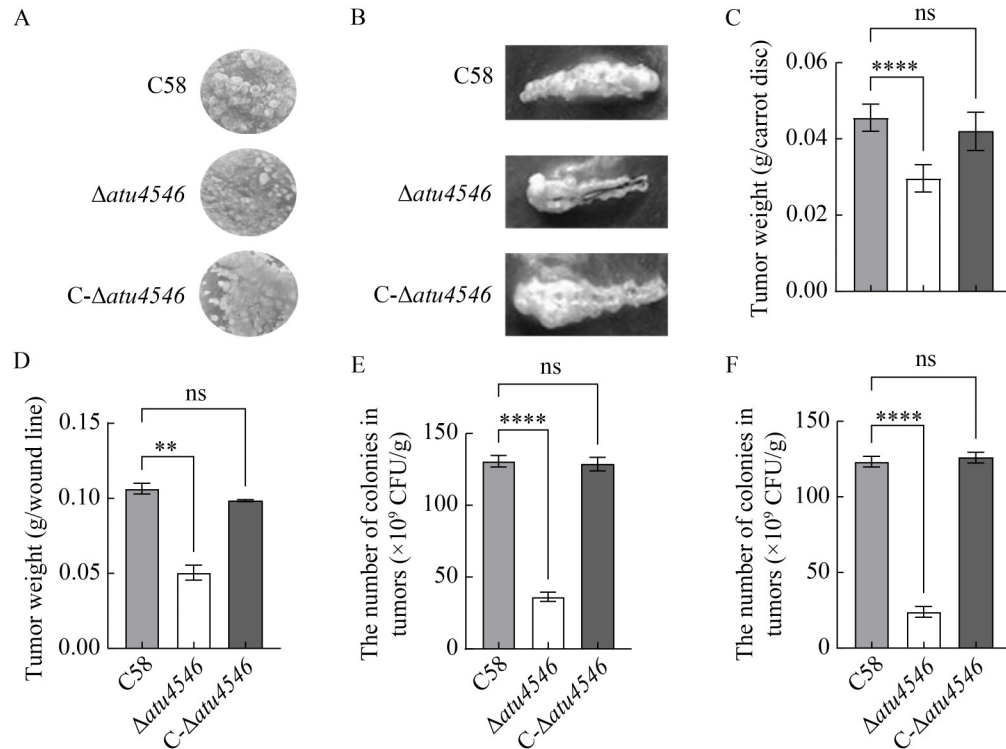 A
C58
Δatu4546
C-Δatu4546
B
C58
Δatu4546
C-Δatu4546
C
ns
****
Tumor weight (g/carrot disc)
0.06
0.04
0.02
0.00
D
ns
**
Tumor weight (g/wound line)
0.15
0.10
0.05
0.00
C58
Δatu4546
C-Δatu4546
E
ns
****
The number of colonies in
tumors (×10⁹ CFU/g)
150
100
50
0
C58
Δatu4546
C-Δatu4546
F
ns
****
The number of colonies in
tumors (×10⁹ CFU/g)
150
100
50
0
C58
Δatu4546
C-Δatu4546